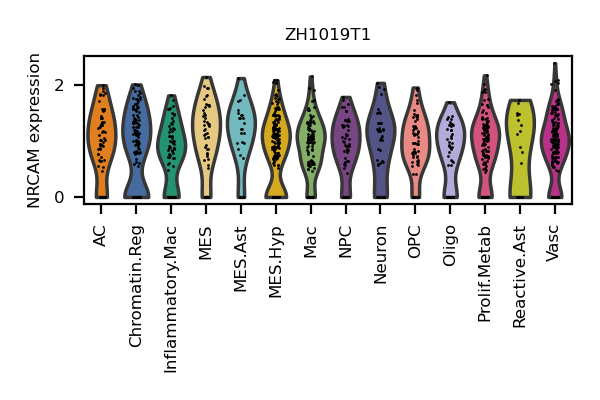 ZH1019T1
NRCAM expression
2
0
AC
Chromatin.Reg
Inflammatory.Mac
MES
MES.Ast
MES.Hyp
Mac
NPC
Neuron
OPC
Oligo
Prolif.Metab
Reactive.Ast
Vasc